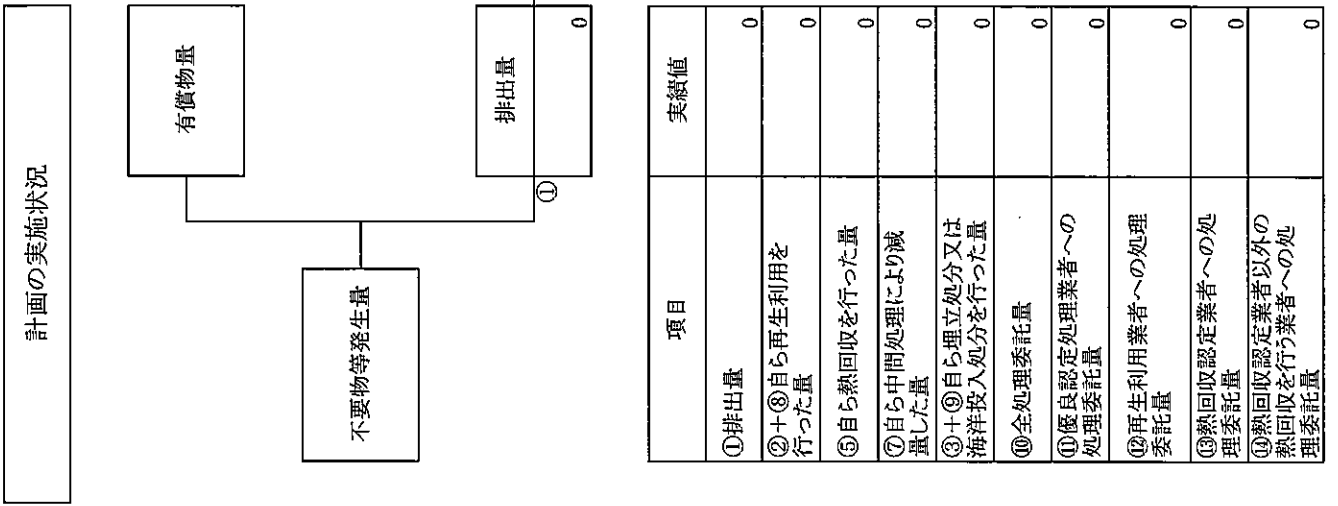 計画の実施状況
有償物量
不要物等発生量
①
排出量
0
項目
実績値
①排出量
0
②+⑧自ら再生利用を
行った量
0
⑤自ら熱回収を行った量
0
⑦自ら中間処理により減
量した量
0
③+⑨自ら埋立処分又は
海洋投入処分を行った量
0
⑩全処理委託量
0
⑪優良認定処理業者への
処理委託量
0
⑫再生利用業者への処理
委託量
0
⑬熱回収認定業者への処
理委託量
0
⑭熱回収認定業者以外の
熱回収を行う業者への処
理委託量
0